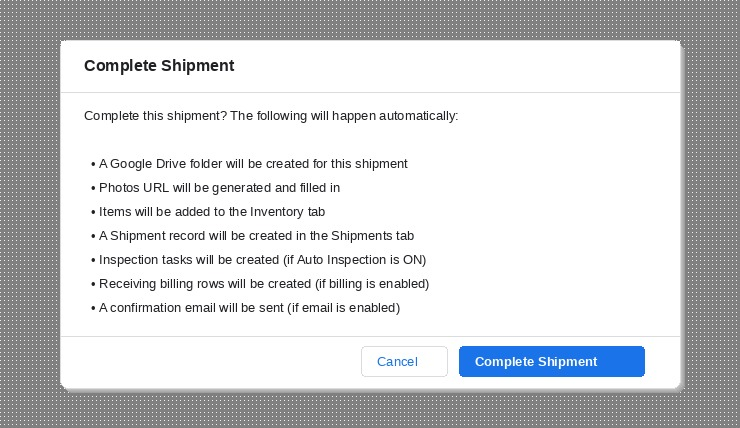 Complete Shipment
Complete this shipment? The following will happen automatically:
• A Google Drive folder will be created for this shipment
• Photos URL will be generated and filled in
• Items will be added to the Inventory tab
• A Shipment record will be created in the Shipments tab
• Inspection tasks will be created (if Auto Inspection is ON)
• Receiving billing rows will be created (if billing is enabled)
• A confirmation email will be sent (if email is enabled)
Cancel
Complete Shipment